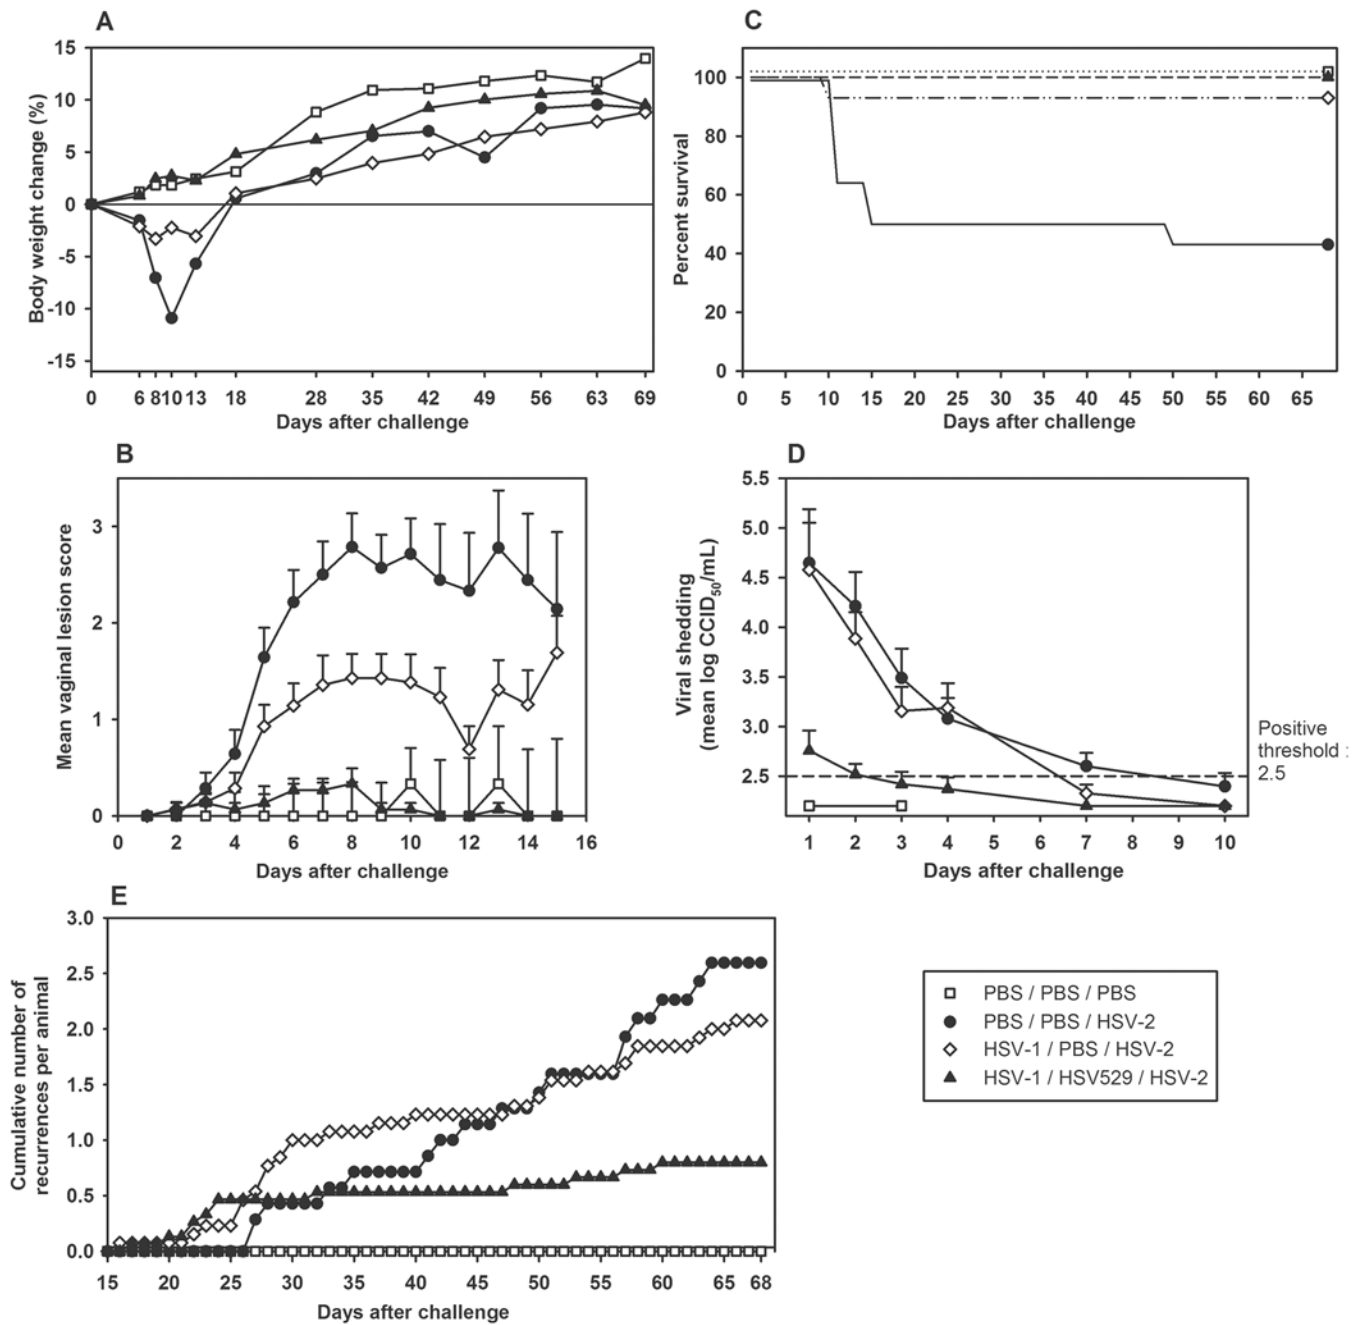 A
15
10
5
0
-5
-10
-15
Body weight change (%)
0 6 8 10 13 18 28 35 42 49 56 63 69
Days after challenge
C
100
80
60
40
20
0
Percent survival
0 5 10 15 20 25 30 35 40 45 50 55 60 65
Days after challenge
B
3
2
1
0
Mean vaginal lesion score
0 2 4 6 8 10 12 14 16
Days after challenge
D
5.5
5.0
4.5
4.0
3.5
3.0
2.5
Viral shedding
(mean log CCID50/mL)
1 2 3 4 5 6 7 8 9 10
Days after challenge
Positive
threshold :
2.5
E
3.0
2.5
2.0
1.5
1.0
0.5
0.0
Cumulative number of
recurrences per animal
15 20 25 30 35 40 45 50 55 60 65 68
Days after challenge
PBS / PBS / PBS
PBS / PBS / HSV-2
HSV-1 / PBS / HSV-2
HSV-1 / HSV529 / HSV-2